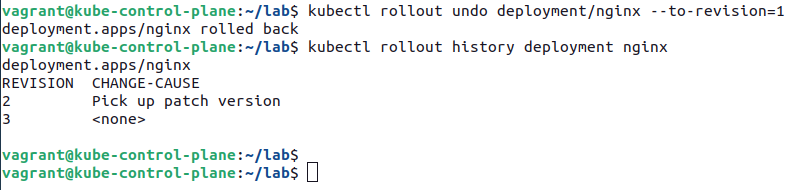 vagrant@kube-control-plane:~/lab$ kubectl rollout undo deployment/nginx --to-revision=1
deployment.apps/nginx rolled back
vagrant@kube-control-plane:~/lab$ kubectl rollout history deployment nginx
deployment.apps/nginx
REVISION  CHANGE-CAUSE
2         Pick up patch version
3         <none>
vagrant@kube-control-plane:~/lab$
vagrant@kube-control-plane:~/lab$